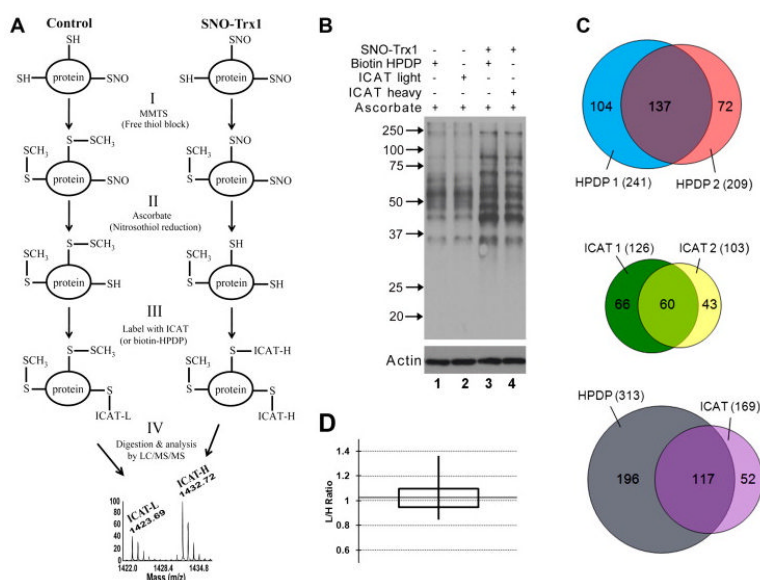 A
Control
SNO-Trx1
SH
SH
protein
SNO
SNO
SH
protein
SNO
I
MMTS
(Free thiol block)
SCH3
S
S—SCH3
protein
SNO
SCH3
S
SNO
protein
SNO
II
Ascorbate
(Nitrosothiol reduction)
SCH3
S
S—SCH3
protein
SH
SCH3
S
SH
protein
SH
III
Label with ICAT
(or biotin-HPDP)
SCH3
S
S—SCH3
protein
S
ICAT-L
SCH3
S
S—ICAT-H
protein
S
ICAT-H
IV
Digestion & analysis
by LC/MS/MS
100
80
60
40
20
0
ICAT-L
1423.69
ICAT-H
1432.72
1422.0 1428.4 1434.8
Mass (m/z)
B
SNO-Trx1 - - + +
Biotin HPDP + - + -
ICAT light - + - -
ICAT heavy - - - +
Ascorbate + + + +
250
100
75
50
37
25
20
Actin
1 2 3 4
C
104 137 72
HPDP 1 (241) HPDP 2 (209)
ICAT 1 (126) ICAT 2 (103)
66 60 43
HPDP (313) ICAT (169)
196 117 52
D
L/H Ratio
1.4
1.2
1
0.8
0.6